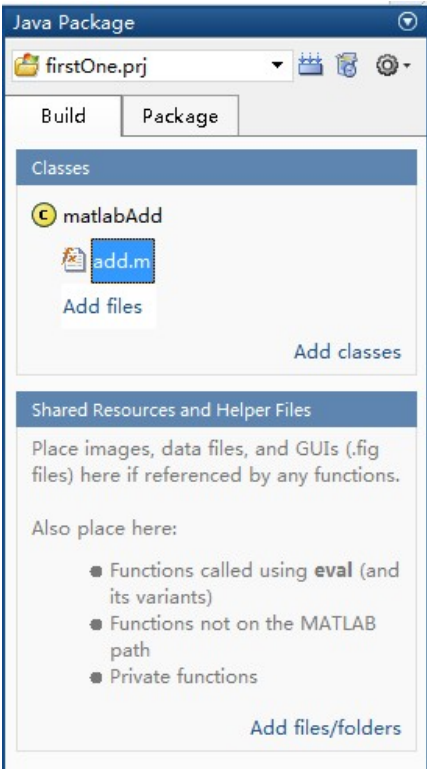 Java Package
firstOne.prj
Build Package
Classes
matlabAdd
add.m
Add files
Add classes
Shared Resources and Helper Files
Place images, data files, and GUIs (.fig
files) here if referenced by any functions.
Also place here:
Functions called using eval (and
its variants)
Functions not on the MATLAB
path
Private functions
Add files/folders